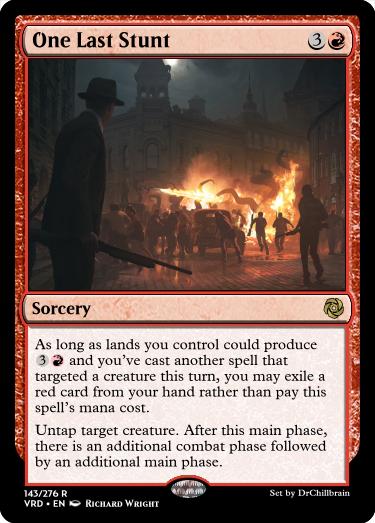 One Last Stunt 3
Sorcery
As long as lands you control could produce
3 and you've cast another spell that
targeted a creature this turn, you may exile a
red card from your hand rather than pay this
spell's mana cost.
Untap target creature. After this main phase,
there is an additional combat phase followed
by an additional main phase.
143/276 R
VRD • EN Richard Wright
Set by DrChillbrain